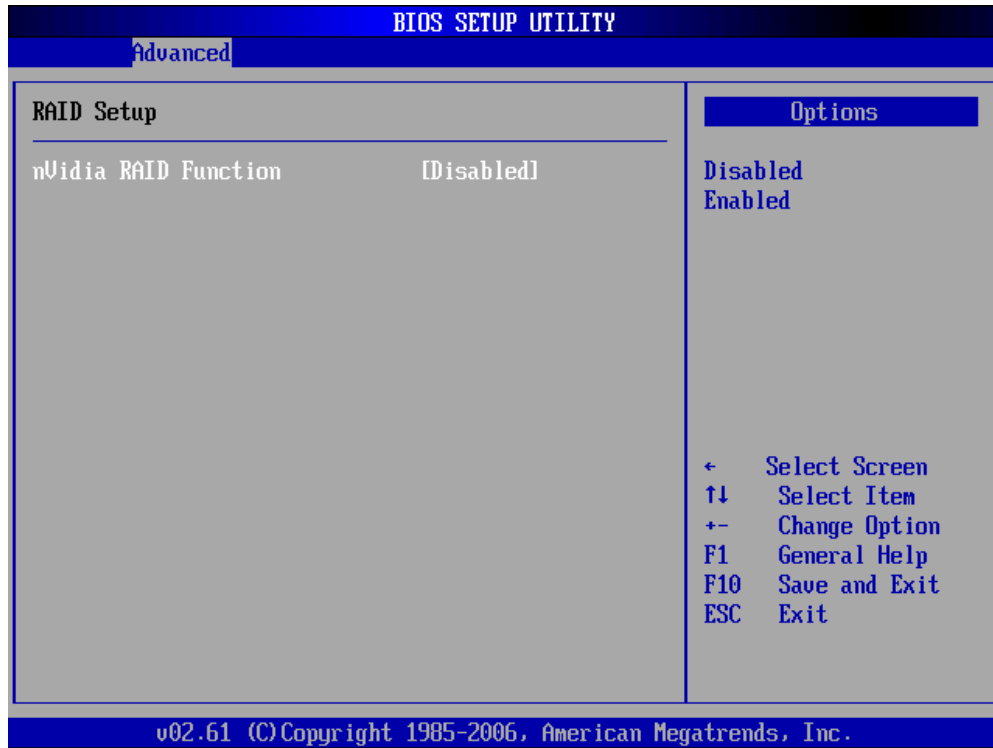 BIOS SETUP UTILITY
Advanced
RAID Setup
nVidia RAID Function [Disabled]
Options
Disabled
Enabled
← Select Screen
↑↓ Select Item
+- Change Option
F1 General Help
F10 Save and Exit
ESC Exit
v02.61 (C)Copyright 1985-2006, American Megatrends, Inc.